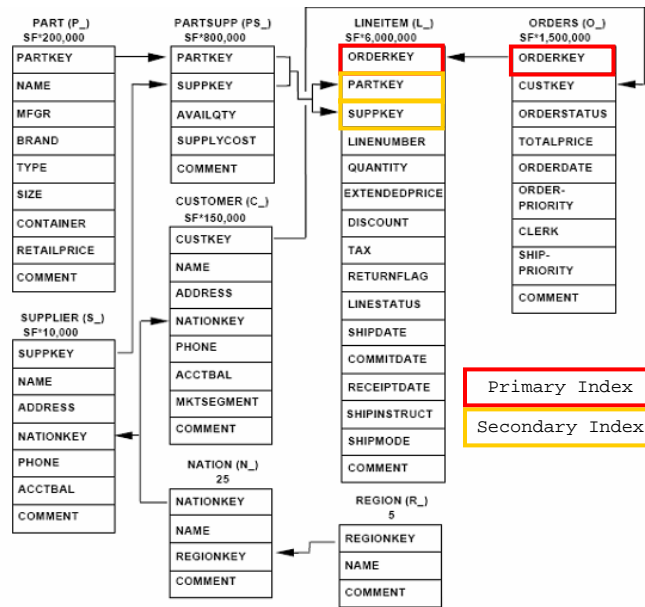 PART (P_)
SF*200,000
PARTKEY
NAME
MFGR
BRAND
TYPE
SIZE
CONTAINER
RETAILPRICE
COMMENT
SUPPLIER (S_)
SF*10,000
SUPPKEY
NAME
ADDRESS
NATIONKEY
PHONE
ACCTBAL
COMMENT
PARTSUPP (PS_)
SF*800,000
PARTKEY
SUPPKEY
AVAILQTY
SUPPLYCOST
COMMENT
CUSTOMER (C_)
SF*150,000
CUSTKEY
NAME
ADDRESS
NATIONKEY
PHONE
ACCTBAL
MKTSEGMENT
COMMENT
NATION (N_)
25
NATIONKEY
NAME
REGIONKEY
COMMENT
LINEITEM (L_)
SF*6,000,000
ORDERKEY
PARTKEY
SUPPKEY
LINENUMBER
QUANTITY
EXTENDEDPRICE
DISCOUNT
TAX
RETURNFLAG
LINESTATUS
SHIPDATE
COMMITDATE
RECEIPTDATE
SHIPINSTRUCT
SHIPMODE
COMMENT
REGION (R_)
5
REGIONKEY
NAME
COMMENT
ORDERS (O_)
SF*1,500,000
ORDERKEY
CUSTKEY
ORDERSTATUS
TOTALPRICE
ORDERDATE
ORDER-
PRIORITY
CLERK
SHIP-
PRIORITY
COMMENT
Primary Index
Secondary Index